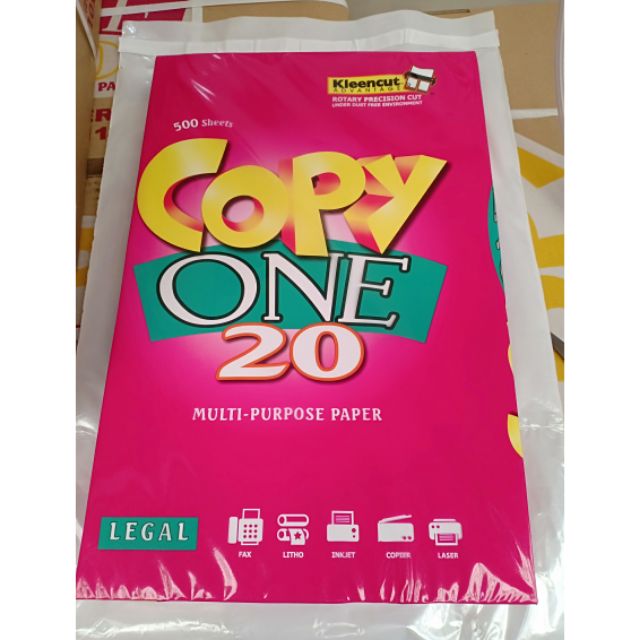 Kleencut
ADVANTAGE
ROTARY PRECISION CUT
UNDER DUST FREE ENVIRONMENT
500 Sheets
COPY
ONE
20
MULTI-PURPOSE PAPER
LEGAL
FAX
LITHO
INKJET
COPIER
LASER